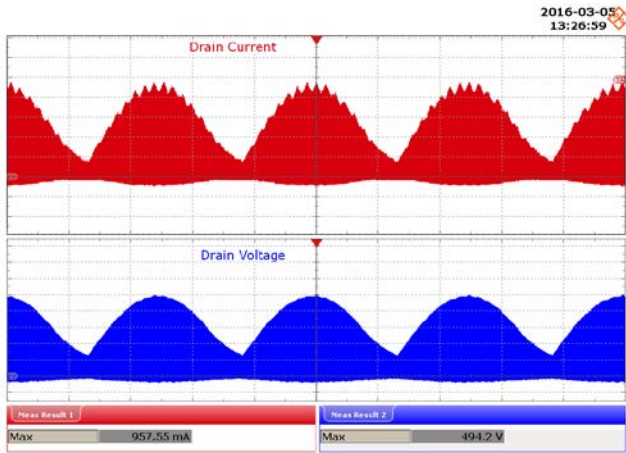 2016-03-05
13:26:59
Drain Current
Drain Voltage
Meas Result 1
Meas Result 2
Max 957.55 mA
Max 494.2 V